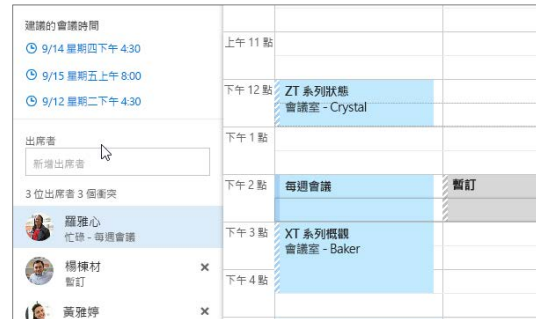 建議的會議時間
9/14 星期四下午 4:30
9/15 星期五上午 8:00
9/12 星期二下午 4:30
出席者
新增出席者
3 位出席者 3 個衝突
羅雅心
忙碌 - 每週會議
楊棟材
暫訂
黃雅婷
上午 11 點
下午 12 點
ZT 系列狀態
會議室 - Crystal
下午 1 點
下午 2 點
每週會議
暫訂
下午 3 點
XT 系列概觀
會議室 - Baker
下午 4 點